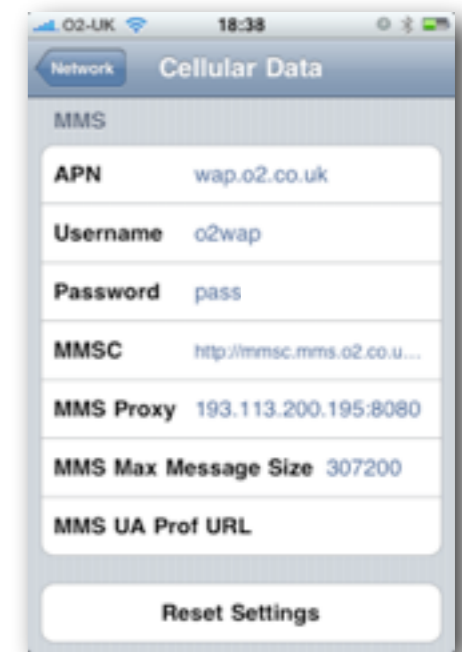 O2-UK 18:38
Network Cellular Data
MMS
APN wap.o2.co.uk
Username o2wap
Password pass
MMSC http://mmsc.mms.o2.co.u...
MMS Proxy 193.113.200.195:8080
MMS Max Message Size 307200
MMS UA Prof URL
Reset Settings